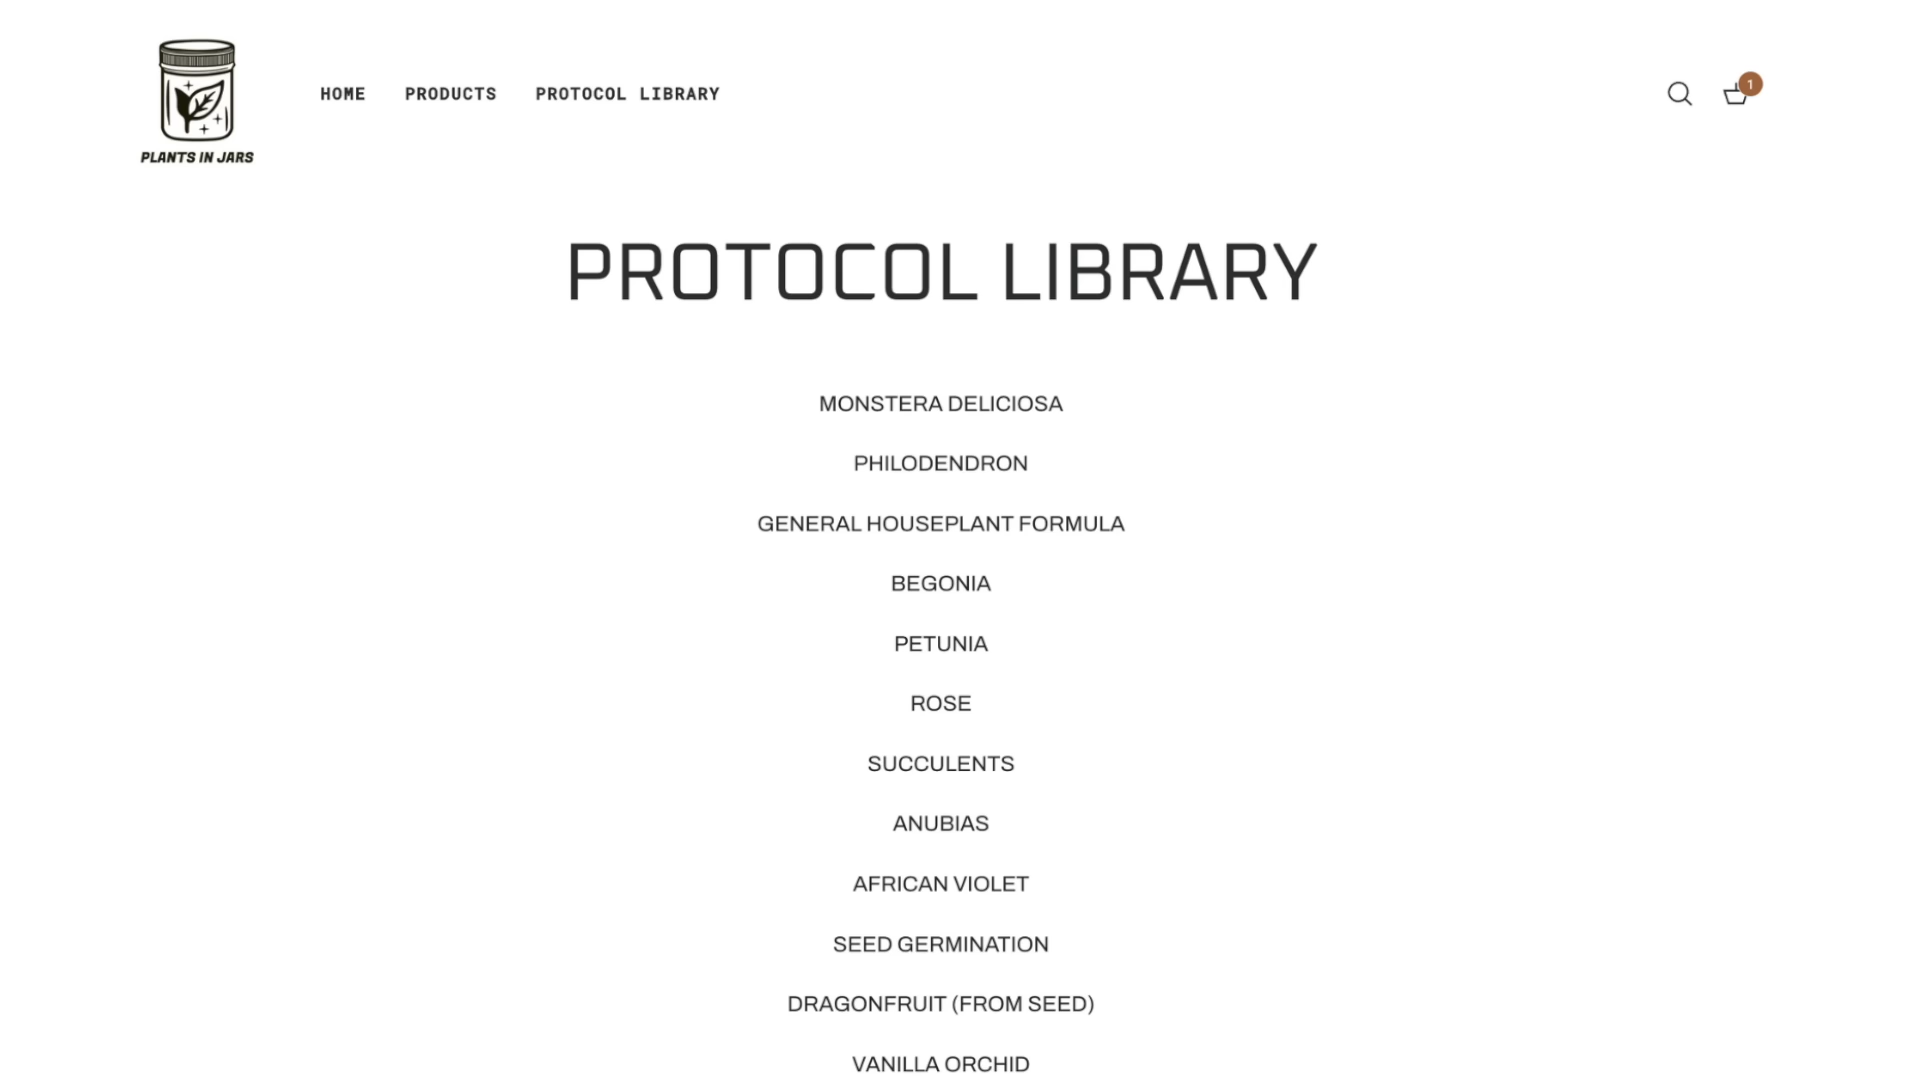 PLANTS IN JARS
HOME PRODUCTS PROTOCOL LIBRARY
1
PROTOCOL LIBRARY
MONSTERA DELICIOSA
PHILODENDRON
GENERAL HOUSEPLANT FORMULA
BEGONIA
PETUNIA
ROSE
SUCCULENTS
ANUBIAS
AFRICAN VIOLET
SEED GERMINATION
DRAGONFRUIT (FROM SEED)
VANILLA ORCHID